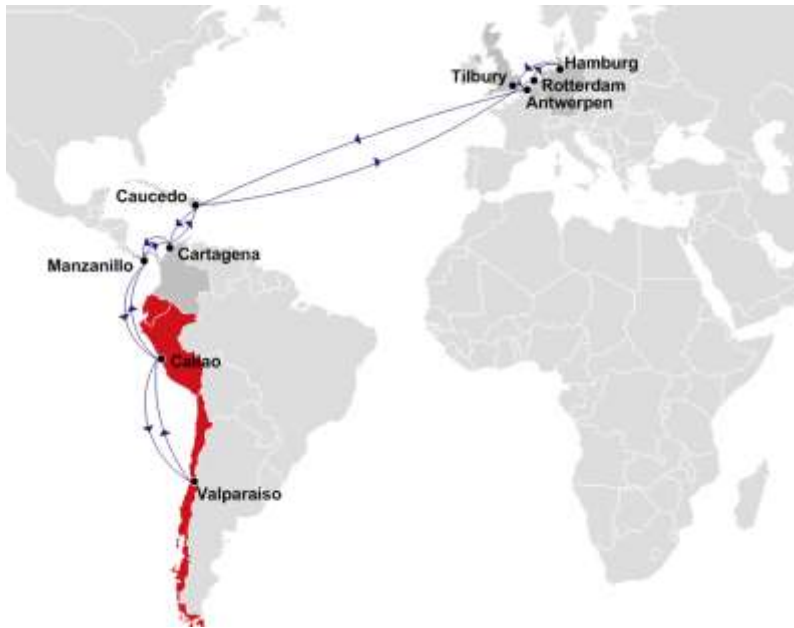 Hamburg
Tilbury
Rotterdam
Antwerpen
Caucedo
Cartagena
Manzanillo
Callao
Valparaiso